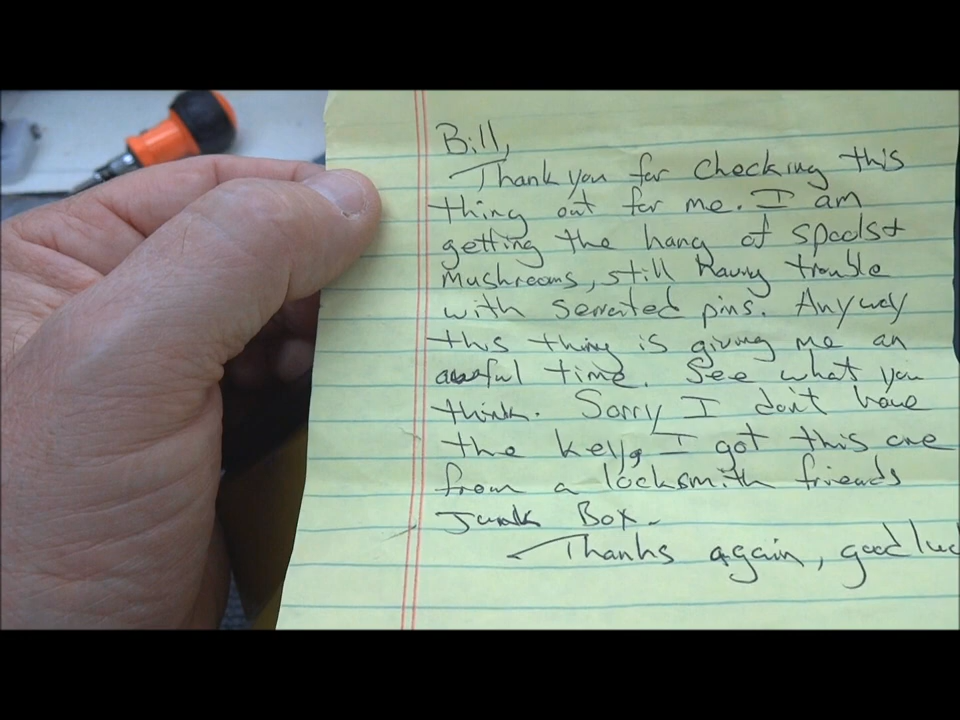 Bill,
Thank you for checking this
thing out for me. I am
getting the hang of spools +
mushrooms, still having trouble
with serrated pins. Anyway
this thing is giving me an
awful time. See what you
think. Sorry I don't have
the key, I got this one
from a locksmith friends
Junk Box.
Thanks again, good luc